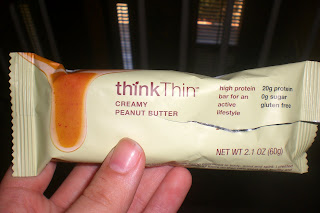 thinkThin®
CREAMY
PEANUT BUTTER
high protein
bar for an
active
lifestyle
20g protein
0g sugar
gluten free
NET WT 2.1 OZ (60g)